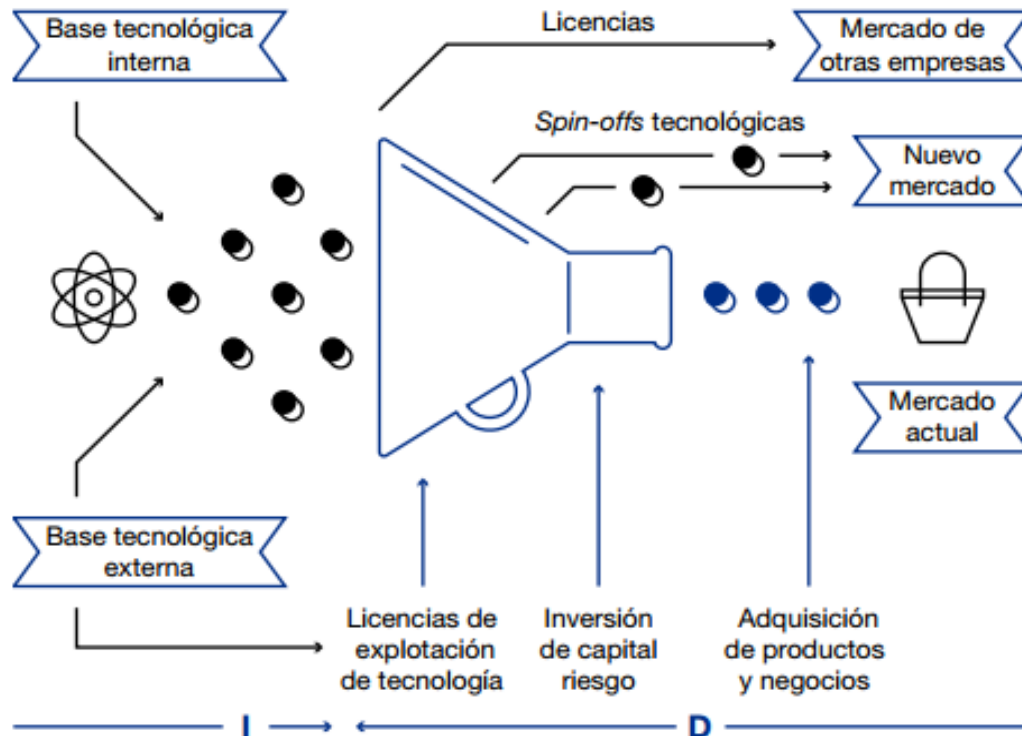 Base tecnológica
interna
Licencias
Mercado de
otras empresas
Spin-offs tecnológicas
Nuevo
mercado
Mercado
actual
Base tecnológica
externa
Licencias de
explotación
de tecnología
Inversión
de capital
riesgo
Adquisición
de productos
y negocios
I
D